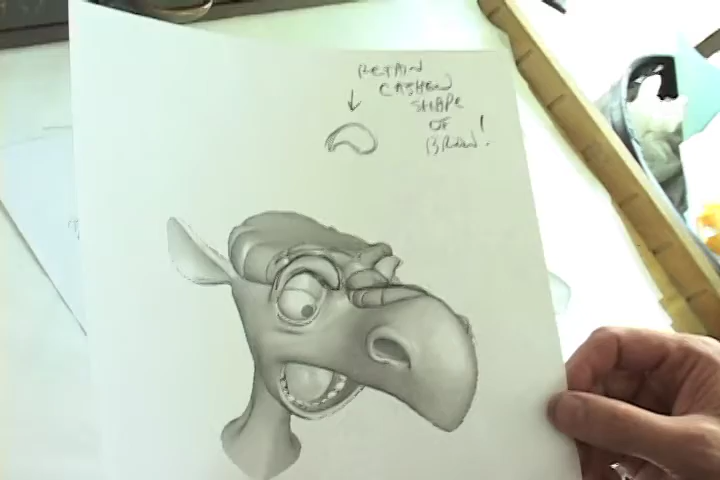 RETAIN
CASHEW
SHAPE
OF
BROW!